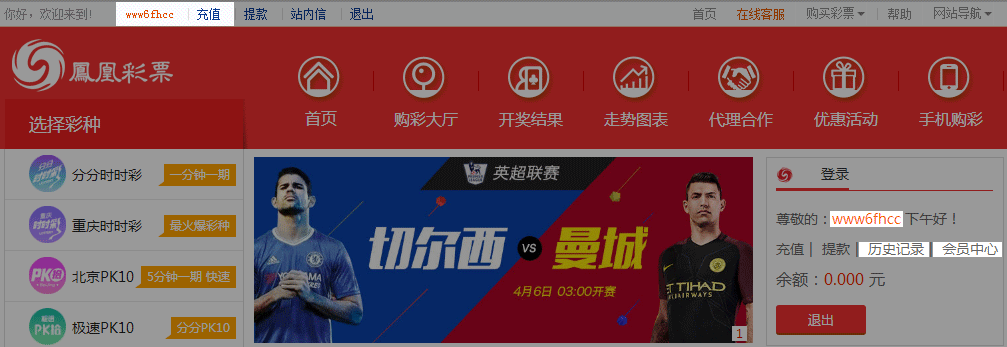 你好，欢迎来到！ www6fhcc 充值 提款 站内信 退出 首页 在线客服 购买彩票 帮助 网站导航
鳳凰彩票
首页 购彩大厅 开奖结果 走势图表 代理合作 优惠活动 手机购彩
选择彩种
分分时时彩 一分钟一期
重庆时时彩 最火爆彩种
北京PK10 5分钟一期 快速
极速PK10 分分PK10
英超联赛
切尔西 VS 曼城
4月6日 03:00开赛
YOKOHAMA
ETIHAD
AIRWAYS
1
登录
尊敬的：www6fhcc 下午好！
充值 | 提款 | 历史记录 | 会员中心
余额：0.000 元
退出